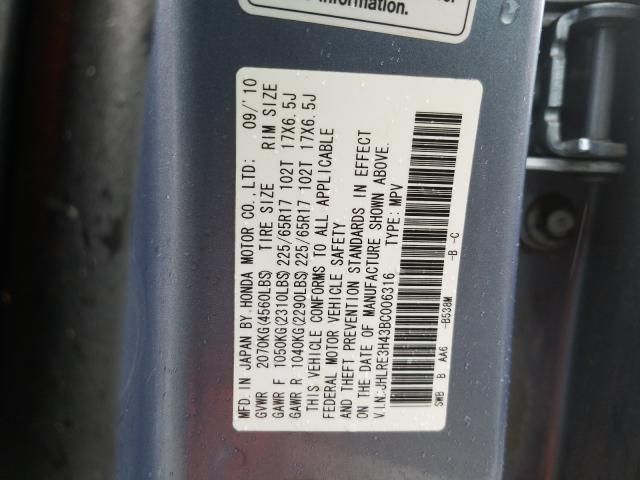 information.
MFD. IN JAPAN BY HONDA MOTOR CO., LTD: 09/'10
GVWR 2070KG(4560LBS) TIRE SIZE RIM SIZE
GAWR F 1050KG(2310LBS) 225/65R17 102T 17X6.5J
GAWR R 1040KG(2290LBS) 225/65R17 102T 17X6.5J
THIS VEHICLE CONFORMS TO ALL APPLICABLE
FEDERAL MOTOR VEHICLE SAFETY
AND THEFT PREVENTION STANDARDS IN EFFECT
ON THE DATE OF MANUFACTURE SHOWN ABOVE.
V.I.N:JHLRE3H43BC006316 TYPE: MPV
SWB B AA6 -B538M -B -C